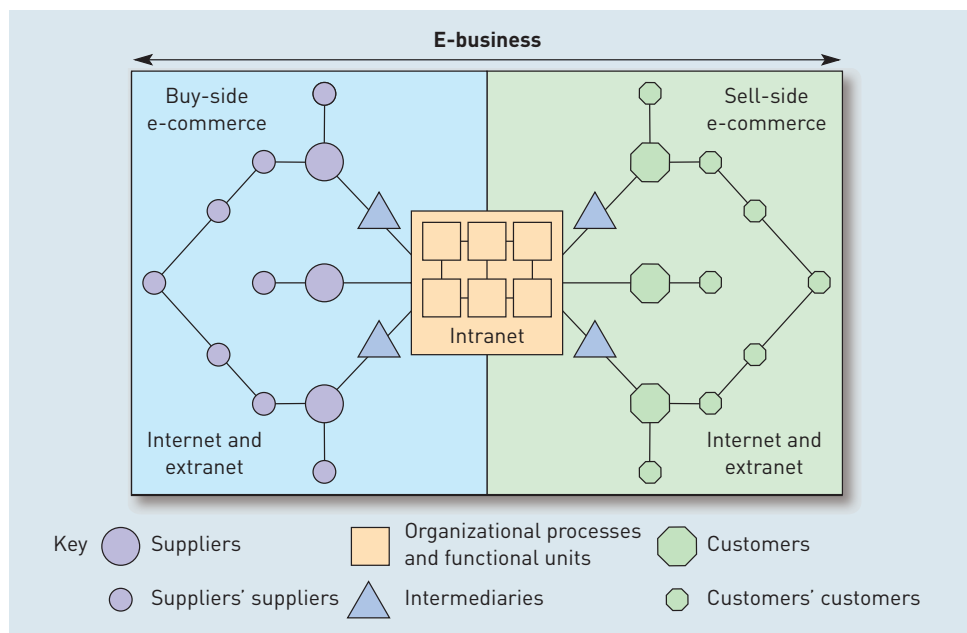 E-business
Buy-side
e-commerce
Sell-side
e-commerce
Intranet
Internet and
extranet
Internet and
extranet
Key
Suppliers
Organizational processes
and functional units
Customers
Suppliers’ suppliers
Intermediaries
Customers’ customers